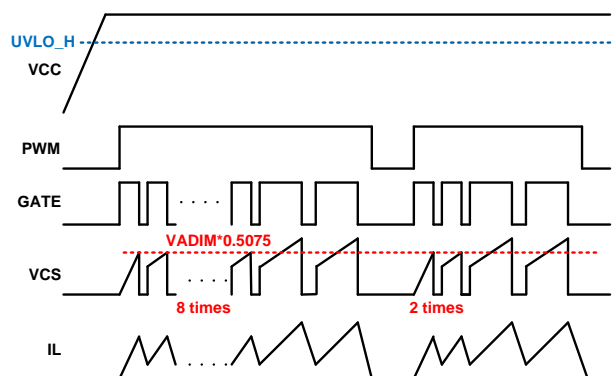 UVLO_H
VCC
PWM
GATE
. . . .
VADIM*0.5075
VCS
. . . .
8 times
2 times
IL
. . . .